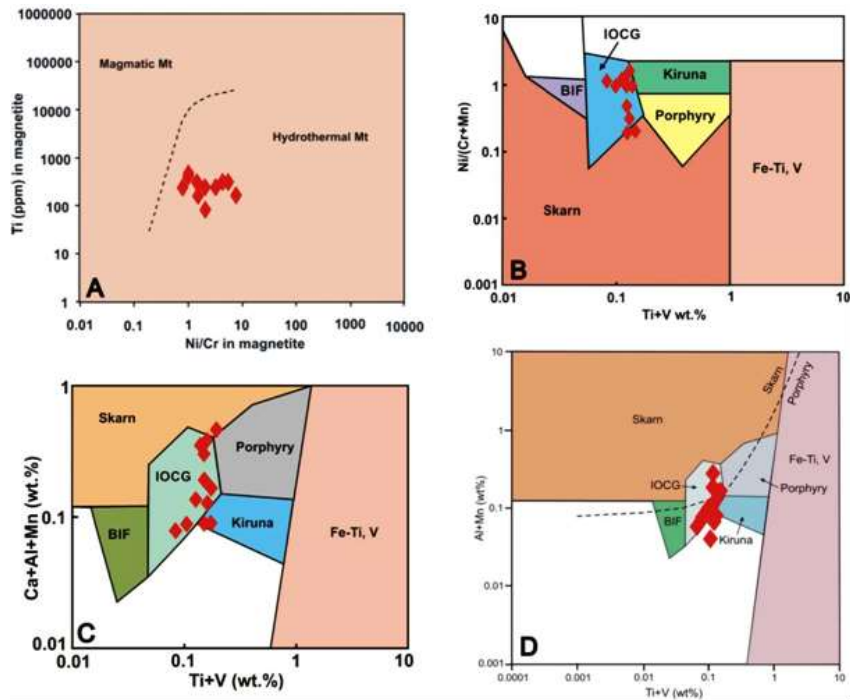 1000000
100000
10000
1000
100
10
1
Ti (ppm) in magnetite
Magmatic Mt
Hydrothermal Mt
A
0.01
0.1
1
10
100
1000
10000
Ni/Cr in magnetite
10
1
0.1
0.01
0.001
Ni/(Cr+Mn)
IOCG
BIF
Kiruna
Porphyry
Skarn
Fe-Ti, V
B
0.01
0.1
1
10
Ti+V wt.%
1
0.1
0.01
Ca+Al+Mn (wt.%)
Skarn
IOCG
Porphyry
BIF
Kiruna
Fe-Ti, V
C
0.01
0.1
1
10
Ti+V (wt.%)
10
1
0.1
0.01
0.001
Al+Mn (wt%)
Skarn
Skarn
Porphyry
Fe-Ti, V
IOCG
Porphyry
BIF
Kiruna
D
0.0001
0.001
0.01
0.1
1
10
Ti+V (wt%)